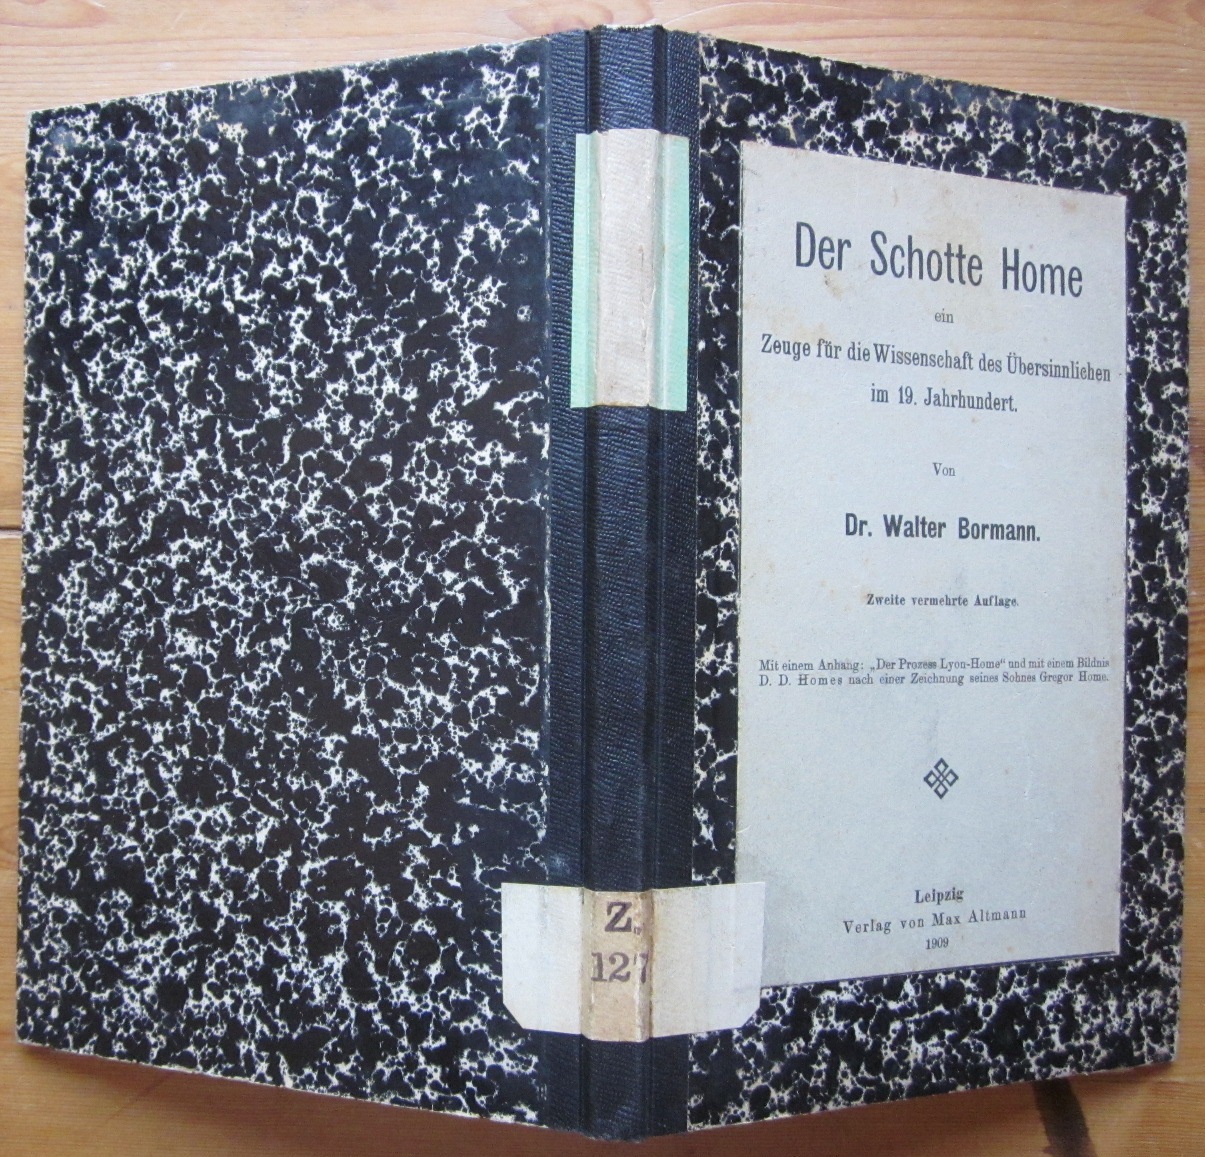 Z.
127
Der Schotte Home
ein
Zeuge für die Wissenschaft des Übersinnlichen
im 19. Jahrhundert.
Von
Dr. Walter Bormann.
Zweite vermehrte Auflage.
Mit einem Anhang: „Der Prozess Lyon-Home“ und mit einem Bildnis
D. D. Homes nach einer Zeichnung seines Sohnes Gregor Home.
Leipzig
Verlag von Max Altmann
1909